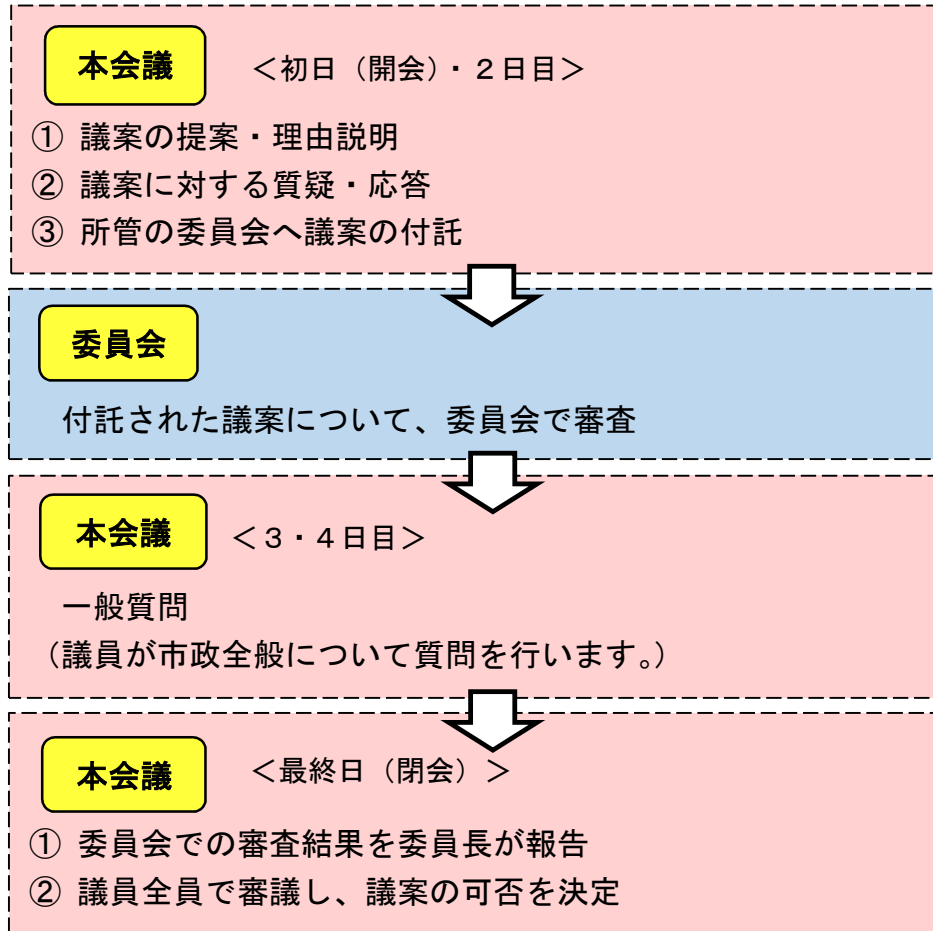 本会議 ＜初日（開会）・２日目＞
① 議案の提案・理由説明
② 議案に対する質疑・応答
③ 所管の委員会へ議案の付託
委員会
付託された議案について、委員会で審査
本会議 ＜３・４日目＞
一般質問
（議員が市政全般について質問を行います。）
本会議 ＜最終日（閉会）＞
① 委員会での審査結果を委員長が報告
② 議員全員で審議し、議案の可否を決定